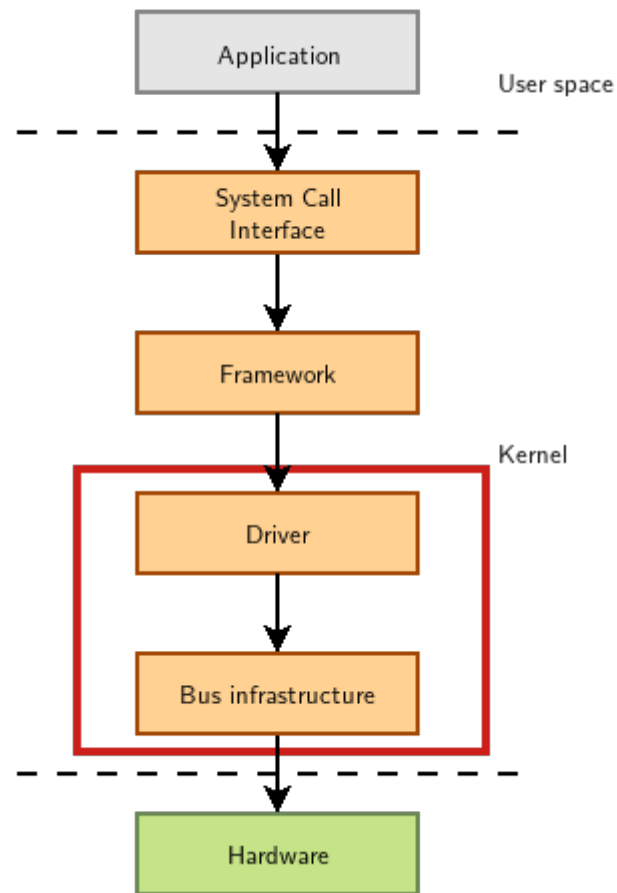 Application
User space
System Call
Interface
Framework
Kernel
Driver
Bus infrastructure
Hardware